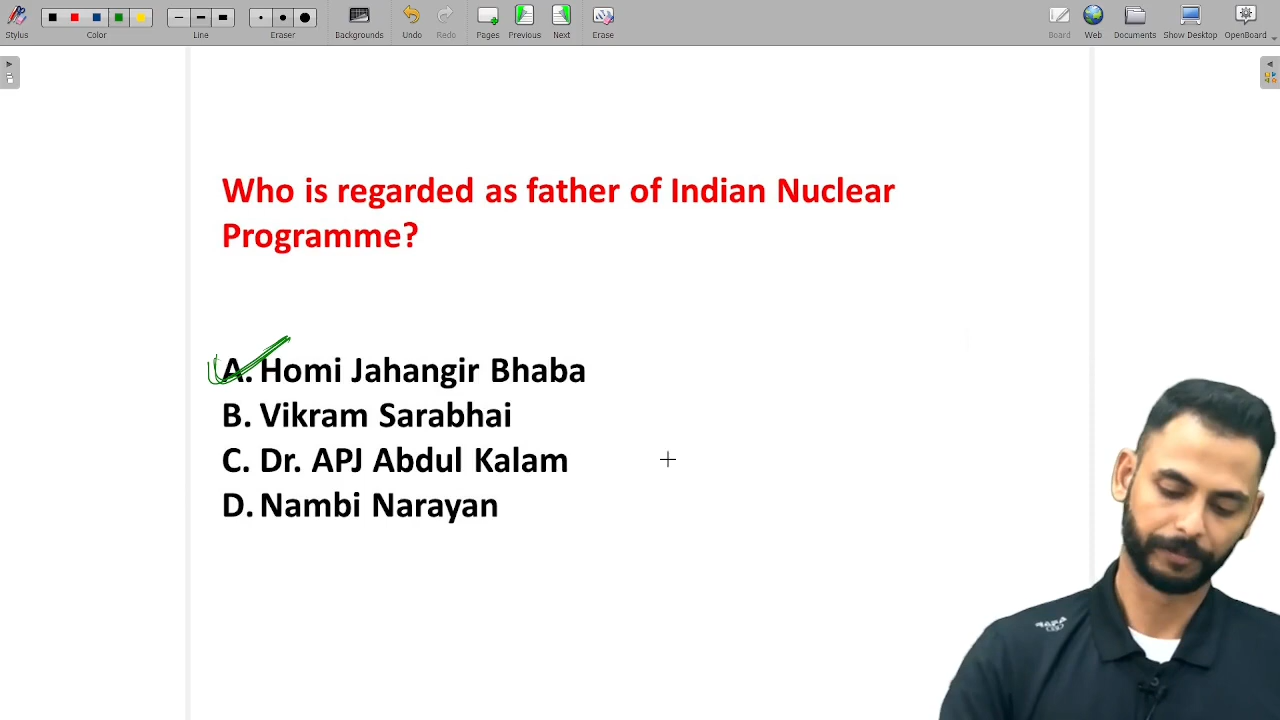 Stylus
Color
Line
Eraser
Backgrounds
Undo
Redo
Pages
Previous
Next
Erase
Board
Web
Documents
Show Desktop
OpenBoard
Who is regarded as father of Indian Nuclear
Programme?
A. Homi Jahangir Bhaba
B. Vikram Sarabhai
C. Dr. APJ Abdul Kalam
D. Nambi Narayan